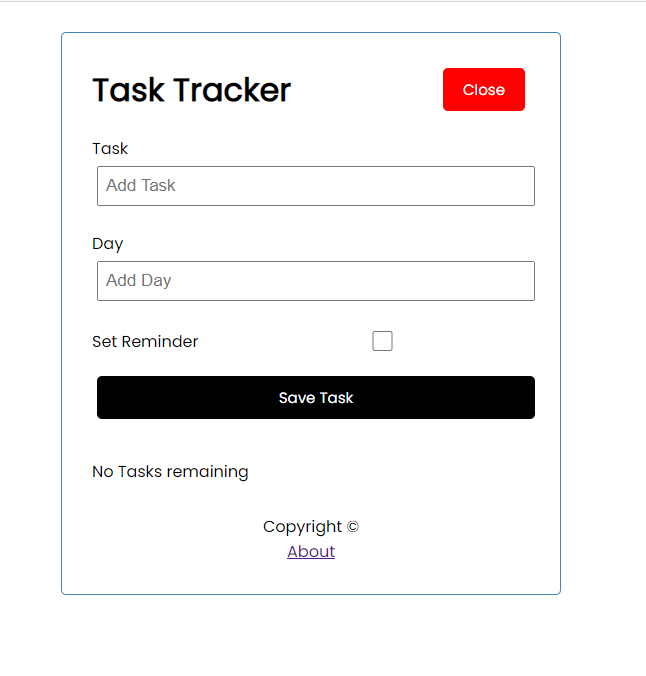 Task Tracker
Close
Task
Add Task
Day
Add Day
Set Reminder
Save Task
No Tasks remaining
Copyright ©
About